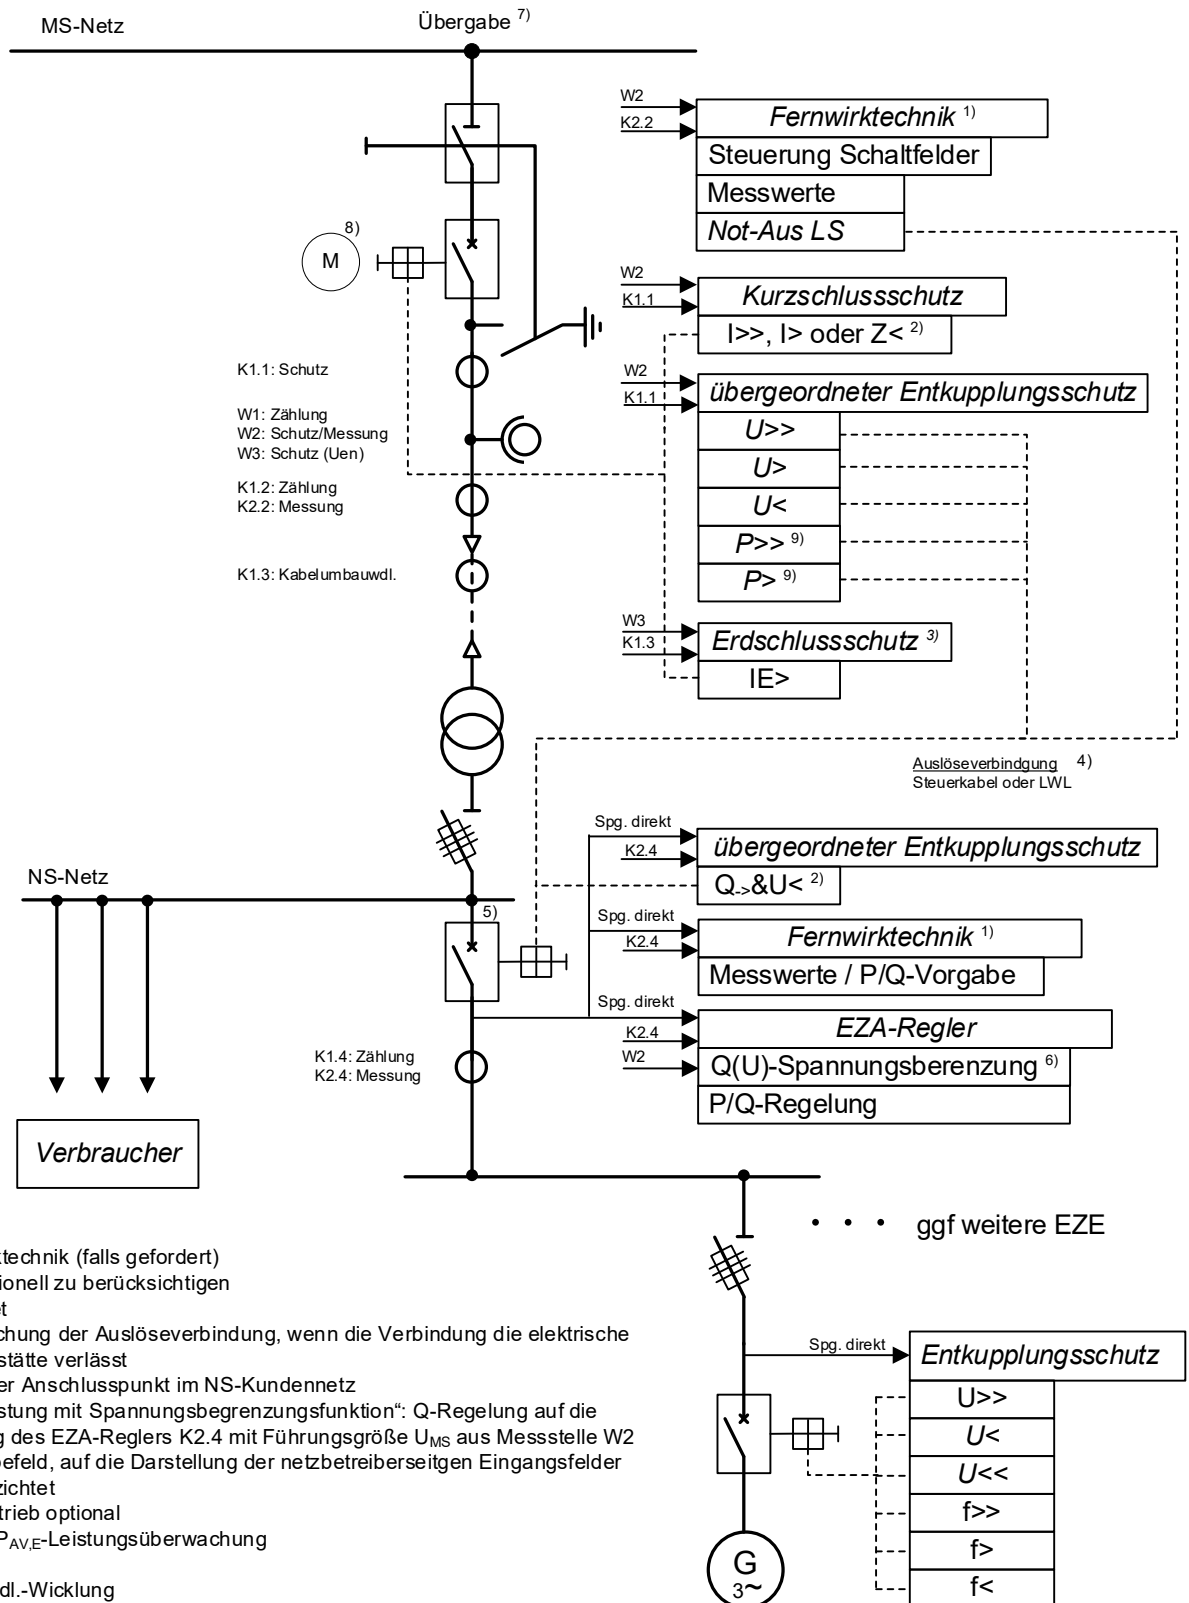 MS-Netz
Übergabe 7)
W2
K2.2
Fernwirktechnik 1)
Steuerung Schaltfelder
Messwerte
Not-Aus LS
8)
M
W2
K1.1
Kurzschlussschutz
I>>, I> oder Z< 2)
K1.1: Schutz
W2
K1.1
übergeordneter Entkupplungsschutz
U>>
U>
U<
P>> 9)
P> 9)
W1: Zählung
W2: Schutz/Messung
W3: Schutz (Uen)
K1.2: Zählung
K2.2: Messung
K1.3: Kabelumbauwdl.
W3
K1.3
Erdschlussschutz 3)
IE>
Auslöseverbindgung 4)
Steuerkabel oder LWL
Spg. direkt
K2.4
übergeordneter Entkupplungsschutz
Q->&U< 2)
NS-Netz
5)
Spg. direkt
K2.4
Fernwirktechnik 1)
Messwerte / P/Q-Vorgabe
Spg. direkt
K2.4
W2
EZA-Regler
Q(U)-Spannungsberenzung 6)
P/Q-Regelung
K1.4: Zählung
K2.4: Messung
Verbraucher
ggf weitere EZE
ktechnik (falls gefordert)
ionell zu berücksichtigen
et
chung der Auslöseverbindung, wenn die Verbindung die elektrische
stätte verlässt
er Anschlusspunkt im NS-Kundennetz
istung mit Spannungsbegrenzungsfunktion“: Q-Regelung auf die
g des EZA-Reglers K2.4 mit Führungsgröße UMS aus Messstelle W2
efeld, auf die Darstellung der netzbetreiberseitgen Eingangsfelder
zichtet
trieb optional
PAV,E-Leistungsüberwachung
dl.-Wicklung
Spg. direkt
Entkupplungsschutz
U>>
U<
U<<
f>>
f>
f<
G
3~